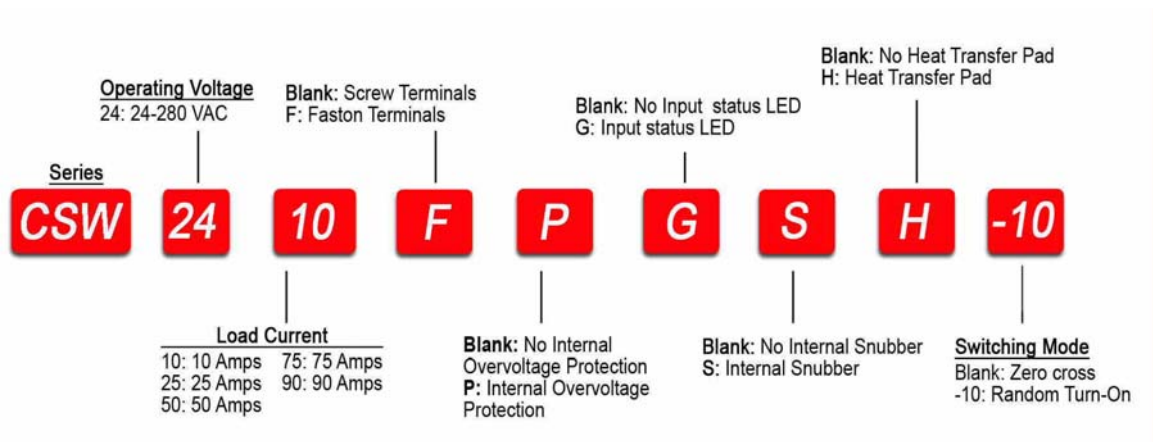 Blank: No Heat Transfer Pad
H: Heat Transfer Pad
Operating Voltage
24: 24-280 VAC
Blank: Screw Terminals
F: Faston Terminals
Blank: No Input status LED
G: Input status LED
Series
CSW 24 10 F P G S H -10
Load Current
10: 10 Amps 75: 75 Amps
25: 25 Amps 90: 90 Amps
50: 50 Amps
Blank: No Internal
Overvoltage Protection
P: Internal Overvoltage
Protection
Blank: No Internal Snubber
S: Internal Snubber
Switching Mode
Blank: Zero cross
-10: Random Turn-On